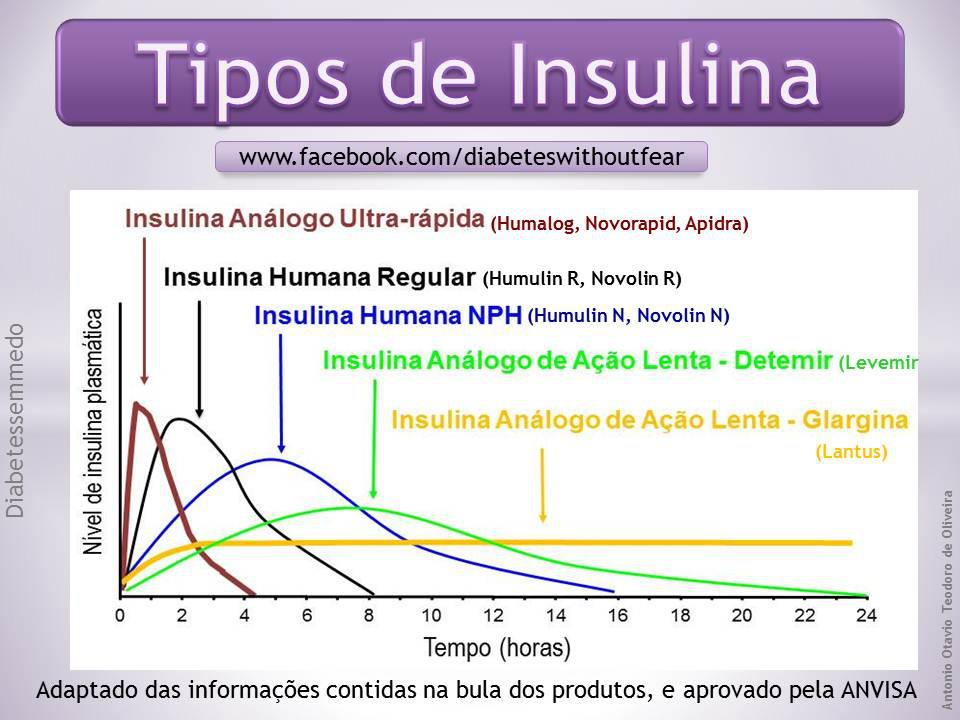 Tipos de Insulina
www.facebook.com/diabeteswithoutfear
Insulina Análogo Ultra-rápida (Humalog, Novorapid, Apidra)
Insulina Humana Regular (Humulin R, Novolin R)
Insulina Humana NPH (Humulin N, Novolin N)
Insulina Análogo de Ação Lenta - Detemir (Levemir
Insulina Análogo de Ação Lenta - Glargina
(Lantus)
Nível de insulina plasmática
0 2 4 6 8 10 12 14 16 18 20 22 24
Tempo (horas)
Diabetessemmedo
Antonio Otavio Teodoro de Oliveira
Adaptado das informações contidas na bula dos produtos, e aprovado pela ANVISA